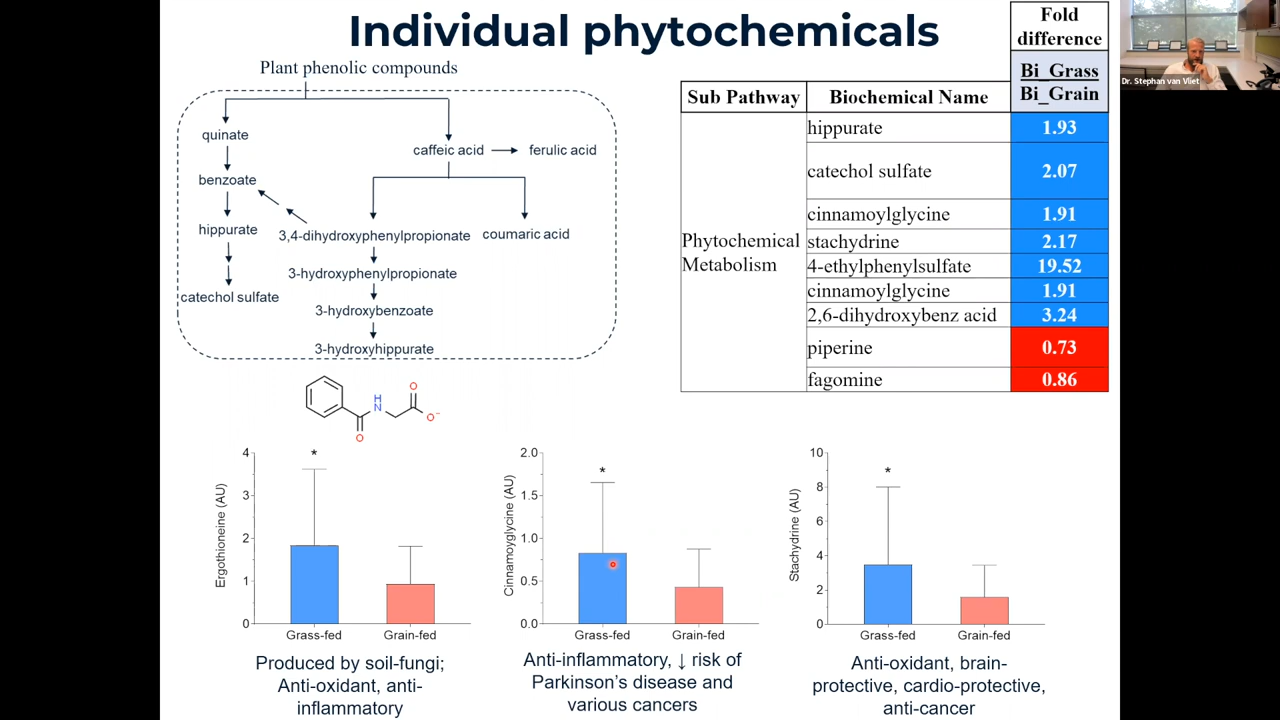 Individual phytochemicals
Plant phenolic compounds
quinate
benzoate
hippurate
catechol sulfate
caffeic acid
ferulic acid
3,4-dihydroxyphenylpropionate
coumaric acid
3-hydroxyphenylpropionate
3-hydroxybenzoate
3-hydroxyhippurate
H
N
O
O
O-
Fold
difference
Sub Pathway
Biochemical Name
Bi_Grass
Bi_Grain
Phytochemical
Metabolism
hippurate 1.93
catechol sulfate 2.07
cinnamoylglycine 1.91
stachydrine 2.17
4-ethylphenylsulfate 19.52
cinnamoylglycine 1.91
2,6-dihydroxybenz acid 3.24
piperine 0.73
fagomine 0.86
Dr. Stephan van Vliet
Ergothioneine (AU)
4
3
2
1
0
*
Grass-fed Grain-fed
Produced by soil-fungi;
Anti-oxidant, anti-
inflammatory
Cinnamoyglycine (AU)
2.0
1.5
1.0
0.5
0.0
*
Grass-fed Grain-fed
Anti-inflammatory, ↓ risk of
Parkinson's disease and
various cancers
Stachydrine (AU)
10
8
6
4
2
0
*
Grass-fed Grain-fed
Anti-oxidant, brain-
protective, cardio-protective,
anti-cancer